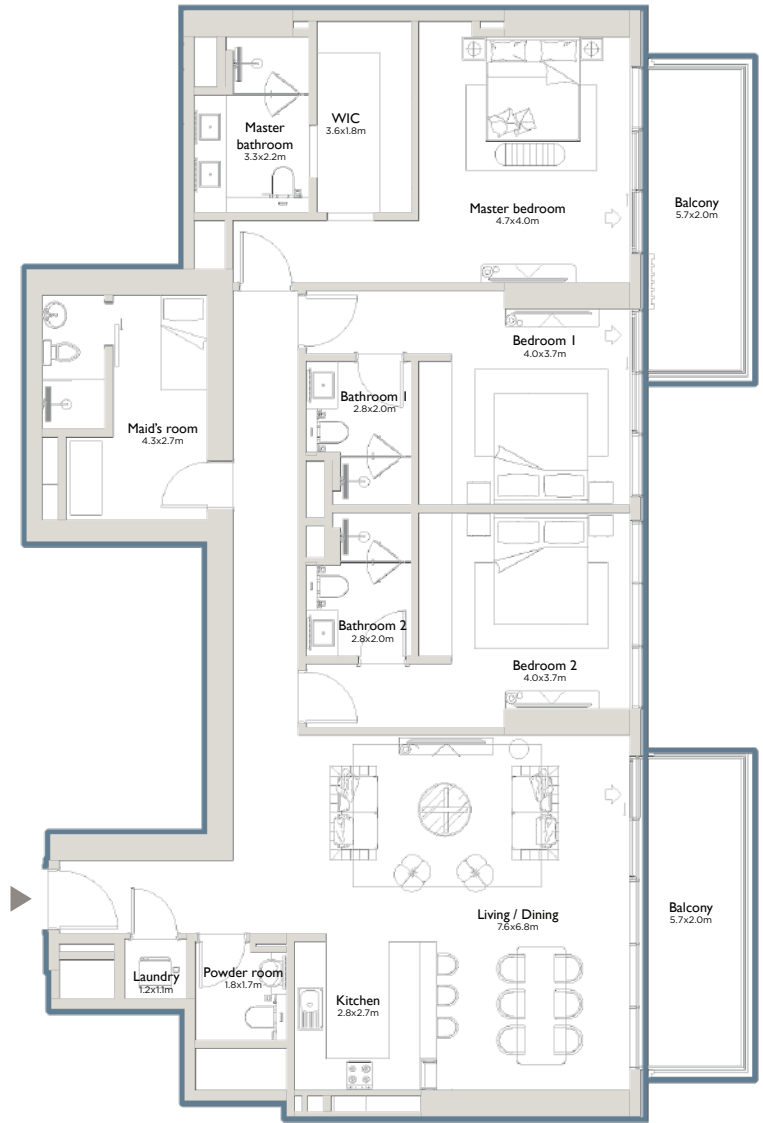 Master
bathroom
3.3x2.2m
WIC
3.6x1.8m
Master bedroom
4.7x4.0m
Balcony
5.7x2.0m
Bedroom 1
4.0x3.7m
Bathroom 1
2.8x2.0m
Maid's room
4.3x2.7m
Bathroom 2
2.8x2.0m
Bedroom 2
4.0x3.7m
Living / Dining
7.6x6.8m
Balcony
5.7x2.0m
Laundry
1.2x1.1m
Powder room
1.8x1.7m
Kitchen
2.8x2.7m